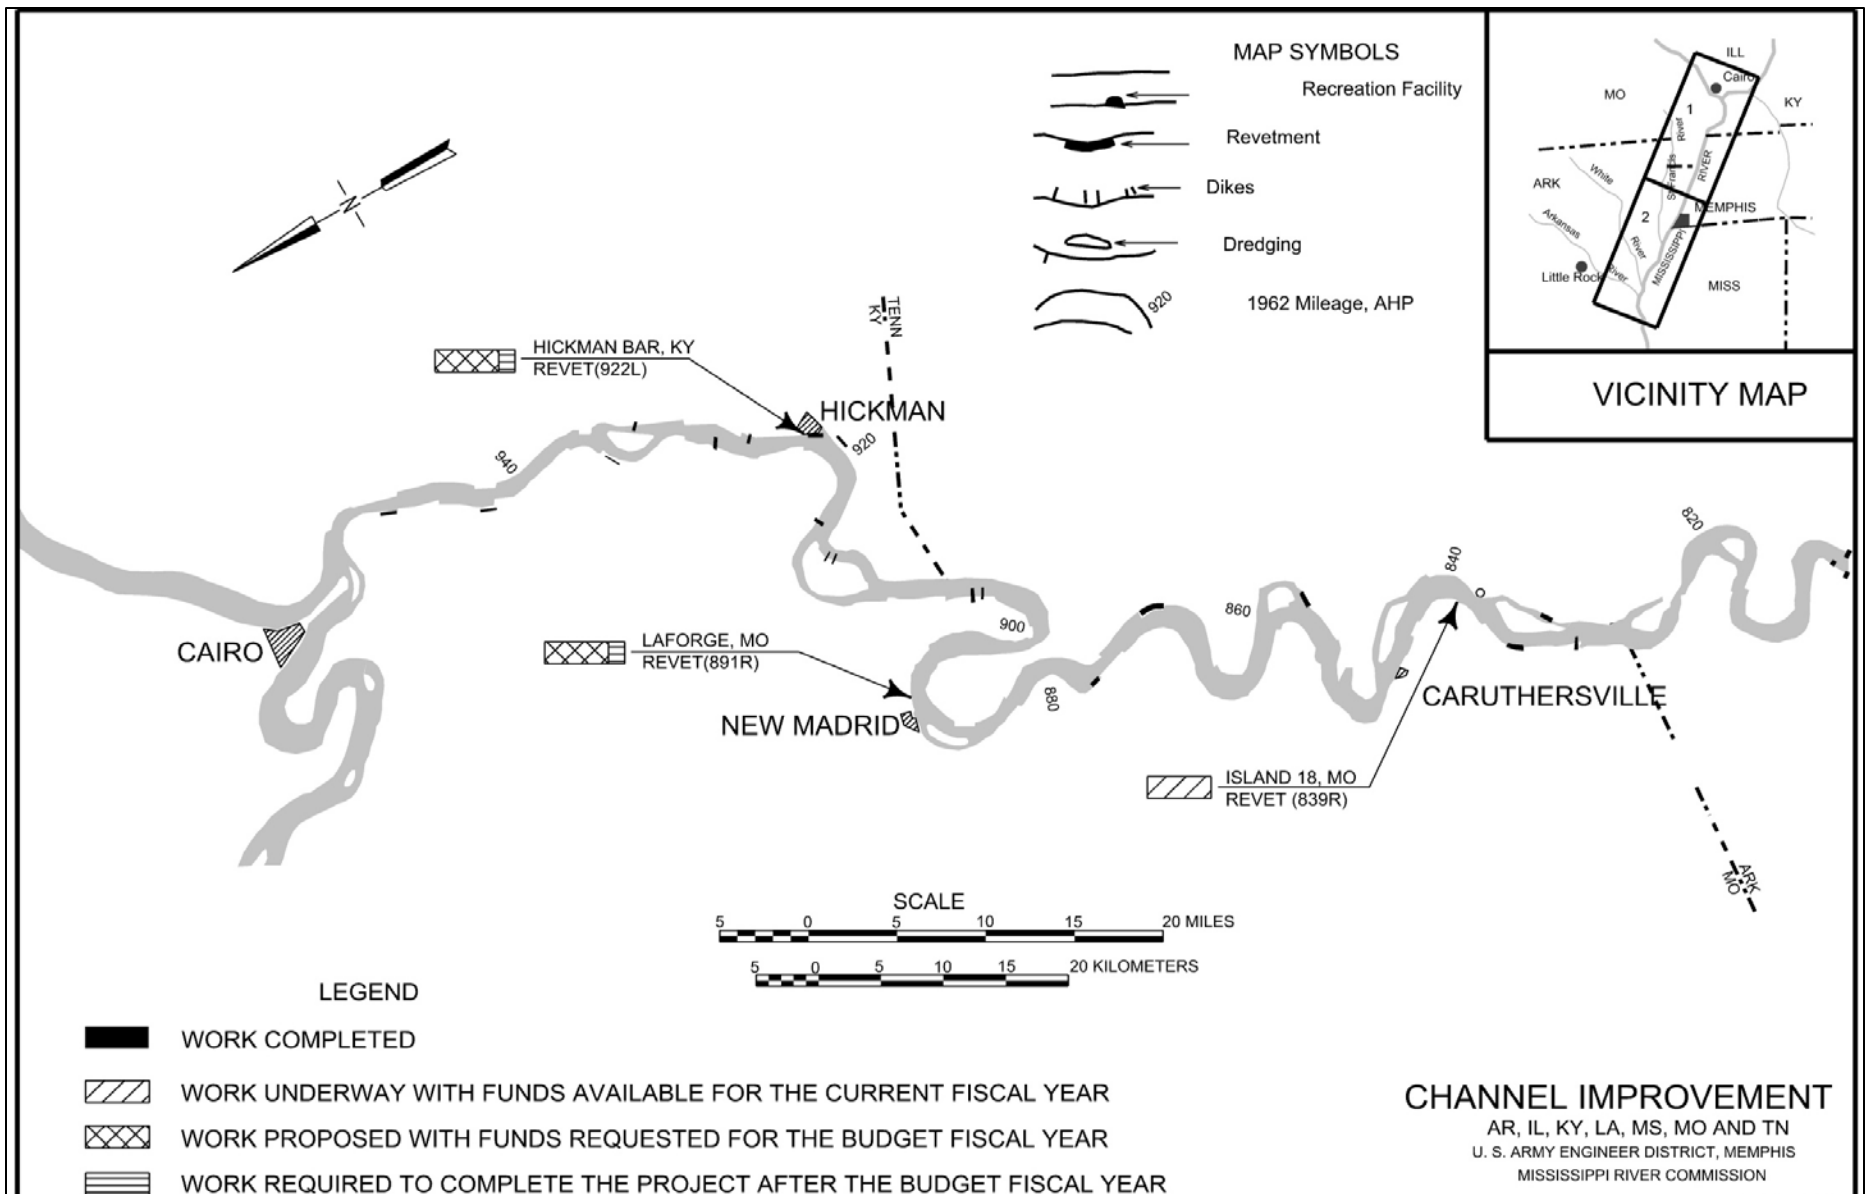 MAP SYMBOLS
Recreation Facility
Revetment
Dikes
Dredging
920
1962 Mileage, AHP
ILL
Cairo
MO
KY
1
River
St Francis
RIVER
White
ARK
2
MEMPHIS
Arkansas
River
MISSISSIPPI
Little Rock
River
MISS
VICINITY MAP
N
TENN
KY
HICKMAN BAR, KY
REVET(922L)
HICKMAN
920
940
820
840
860
900
880
CAIRO
LAFORGE, MO
REVET(891R)
NEW MADRID
CARUTHERSVILLE
ISLAND 18, MO
REVET (839R)
ARK
MO
SCALE
5 0 5 10 15 20 MILES
5 0 5 10 15 20 KILOMETERS
LEGEND
WORK COMPLETED
WORK UNDERWAY WITH FUNDS AVAILABLE FOR THE CURRENT FISCAL YEAR
WORK PROPOSED WITH FUNDS REQUESTED FOR THE BUDGET FISCAL YEAR
WORK REQUIRED TO COMPLETE THE PROJECT AFTER THE BUDGET FISCAL YEAR
CHANNEL IMPROVEMENT
AR, IL, KY, LA, MS, MO AND TN
U. S. ARMY ENGINEER DISTRICT, MEMPHIS
MISSISSIPPI RIVER COMMISSION